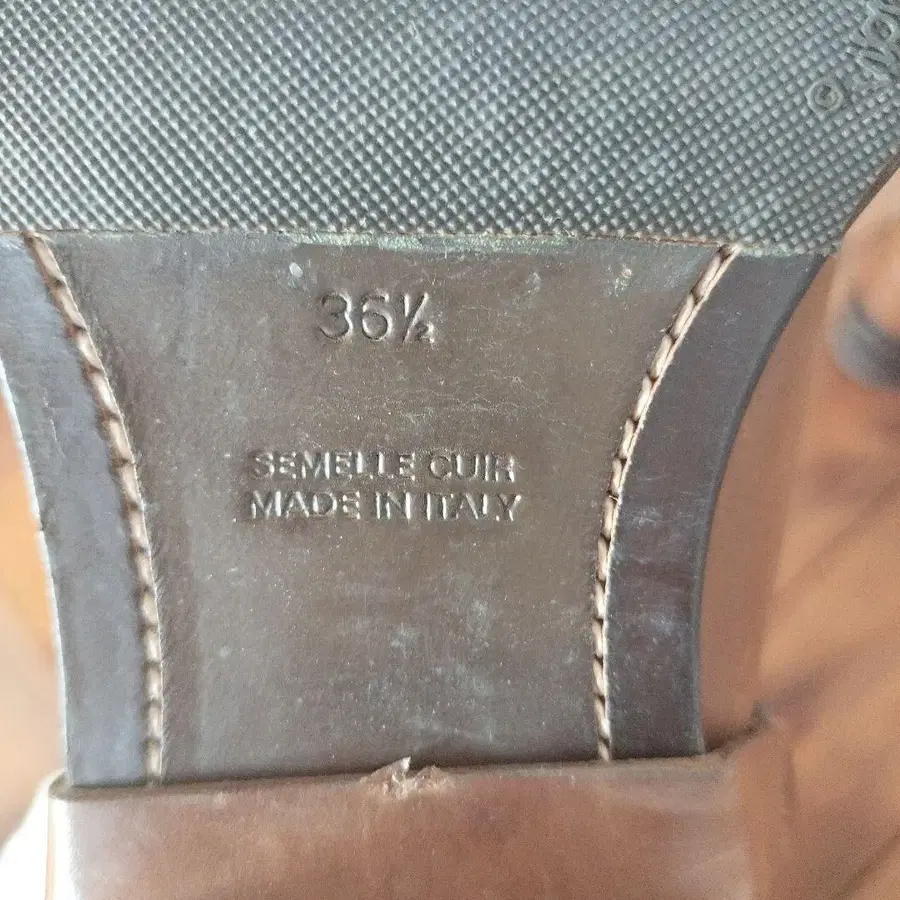 36½
SEMELLE CUIR
MADE IN ITALY